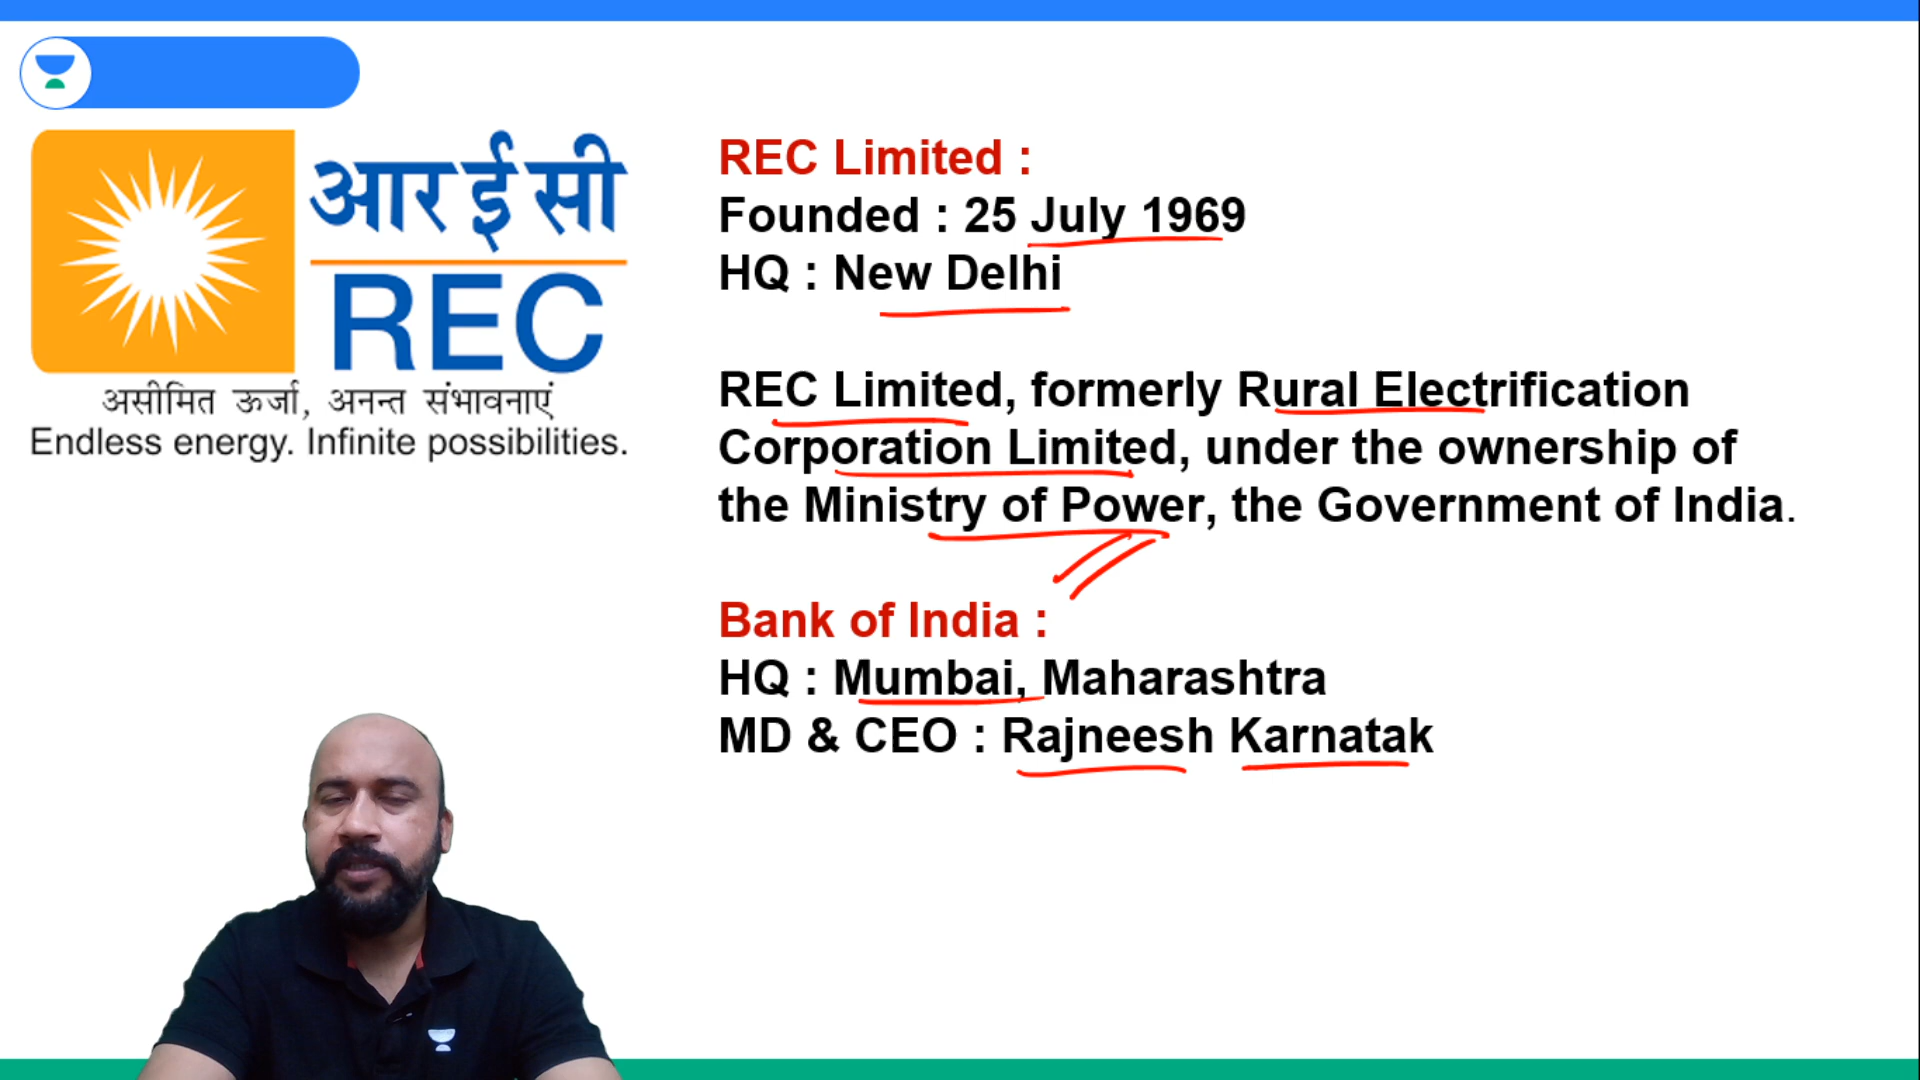 आर ई सी
REC
असीमित ऊर्जा, अनन्त संभावनाएं
Endless energy. Infinite possibilities.
REC Limited :
Founded : 25 July 1969
HQ : New Delhi
REC Limited, formerly Rural Electrification
Corporation Limited, under the ownership of
the Ministry of Power, the Government of India.
Bank of India :
HQ : Mumbai, Maharashtra
MD & CEO : Rajneesh Karnatak